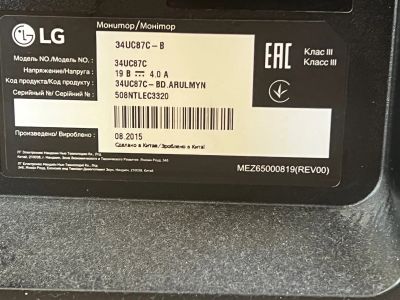 Монитор/Монітор
LG
34UC87C-B
Модель NO./Модель NO. : 34UC87C
Напряжение/Напруга : 19 В 4.0 А
Код продукта/Код продукту : 34UC87C-BD.ARULMYN
Серийный №/ Серійний № : 508NTLEC3320
EAC
Клас III
Класс III
Произведено/ Вироблено : 08.2015
Сделано в Китае/Зроблено в Китаї
MEZ65000819(REV00)